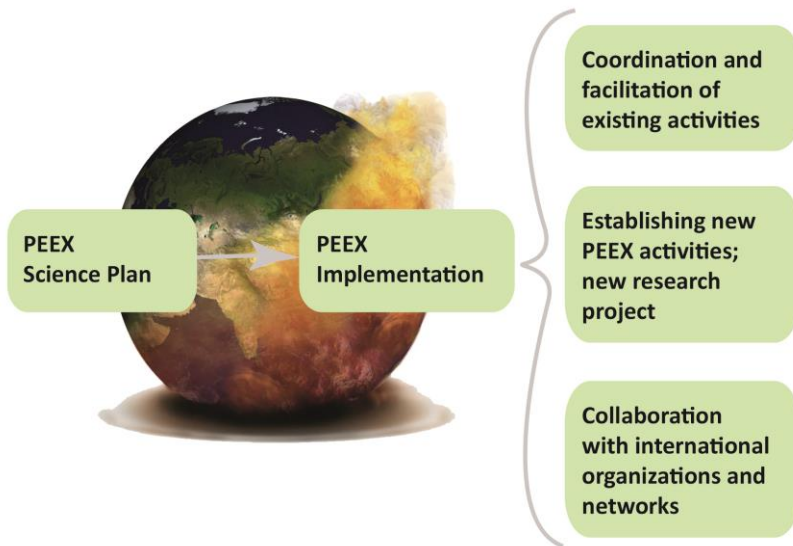 PEEX
Science Plan
PEEX
Implementation
Coordination and
facilitation of
existing activities
Establishing new
PEEX activities;
new research
project
Collaboration
with international
organizations and
networks